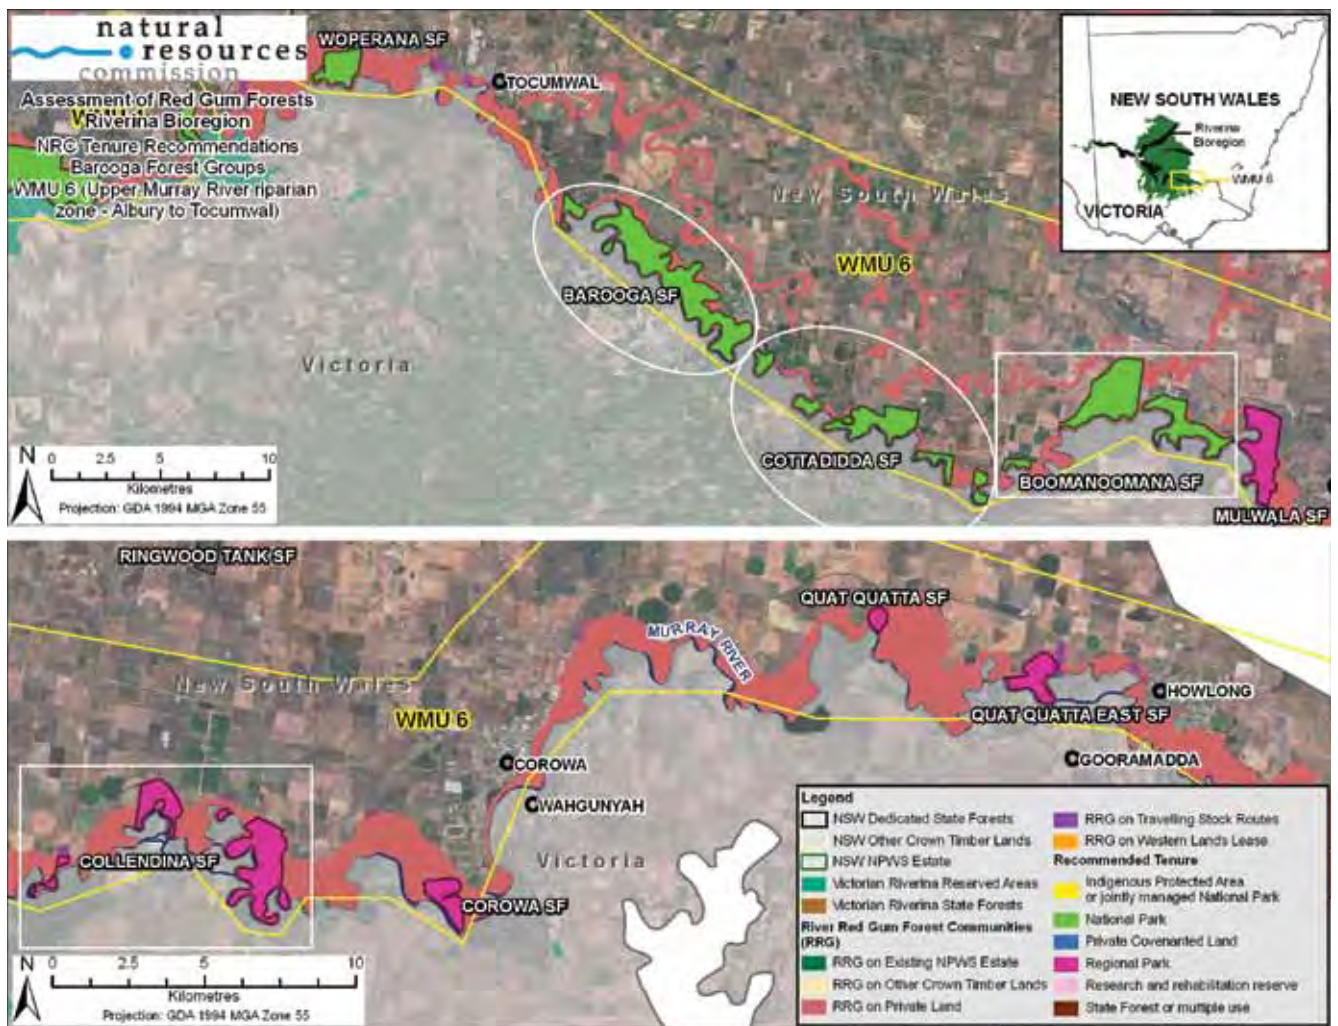 natural
resources
commission
Assessment of Red Gum Forests
Riverina Bioregion
NRC Tenure Recommendations
Barooga Forest Groups
WMU 6 (Upper Murray River riparian
zone - Albury to Tocumwal)
WOPERANA SF
TOCUMWAL
New South Wales
WMU 6
BAROOGA SF
Victoria
COTTADIDDA SF
BOOMANOOMANA SF
MULWALA SF
NEW SOUTH WALES
Riverina
Bioregion
WMU 6
VICTORIA
N
0 2.5 5 10
Kilometres
Projection: GDA 1994 MGA Zone 55
RINGWOOD TANK SF
QUAT QUATTA SF
MURRAY RIVER
New South Wales
WMU 6
HOWLONG
QUAT QUATTA EAST SF
GOORAMADDA
COROWA
WAHGUNYAH
COLLENDINA SF
COROWA SF
Victoria
N
0 2.5 5 10
Kilometres
Projection: GDA 1994 MGA Zone 55
Legend
NSW Dedicated State Forests
NSW Other Crown Timber Lands
NSW NPWS Estate
Victorian Riverina Reserved Areas
Victorian Riverina State Forests
River Red Gum Forest Communities
(RRG)
RRG on Existing NPWS Estate
RRG on Other Crown Timber Lands
RRG on Private Land
RRG on Travelling Stock Routes
RRG on Western Lands Lease
Recommended Tenure
Indigenous Protected Area
or jointly managed National Park
National Park
Private Covenanted Land
Regional Park
Research and rehabilitation reserve
State Forest or multiple use